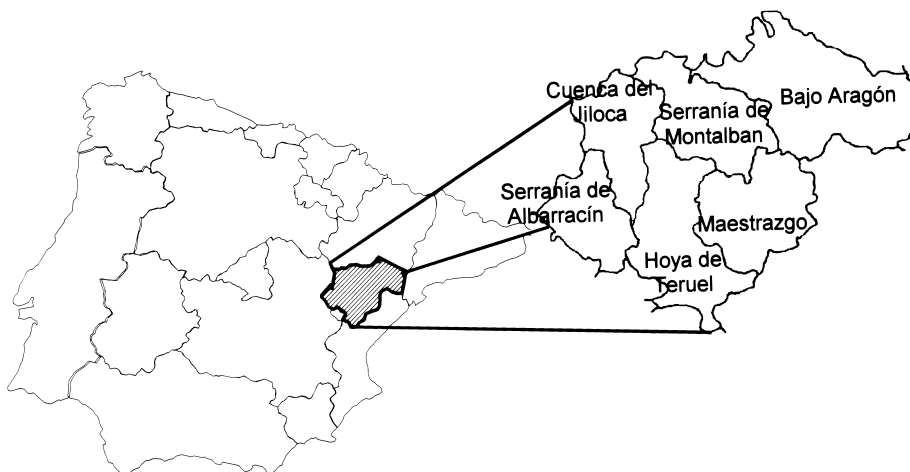 Cuenca del
Jiloca
Serranía de
Montalban
Bajo Aragón
Serranía de
Albarracín
Maestrazgo
Hoya de
Teruel